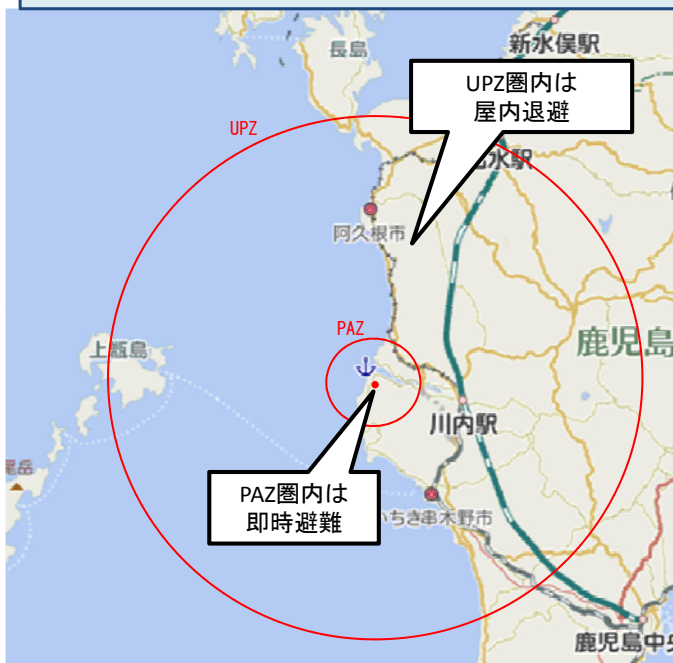 長島
新水俣駅
UPZ圏内は
屋内退避
UPZ
水駅
阿久根市
PAZ
上甑島
鹿児島
川内駅
尾岳
PAZ圏内は
即時避難
いちき串木野市
鹿児島中央